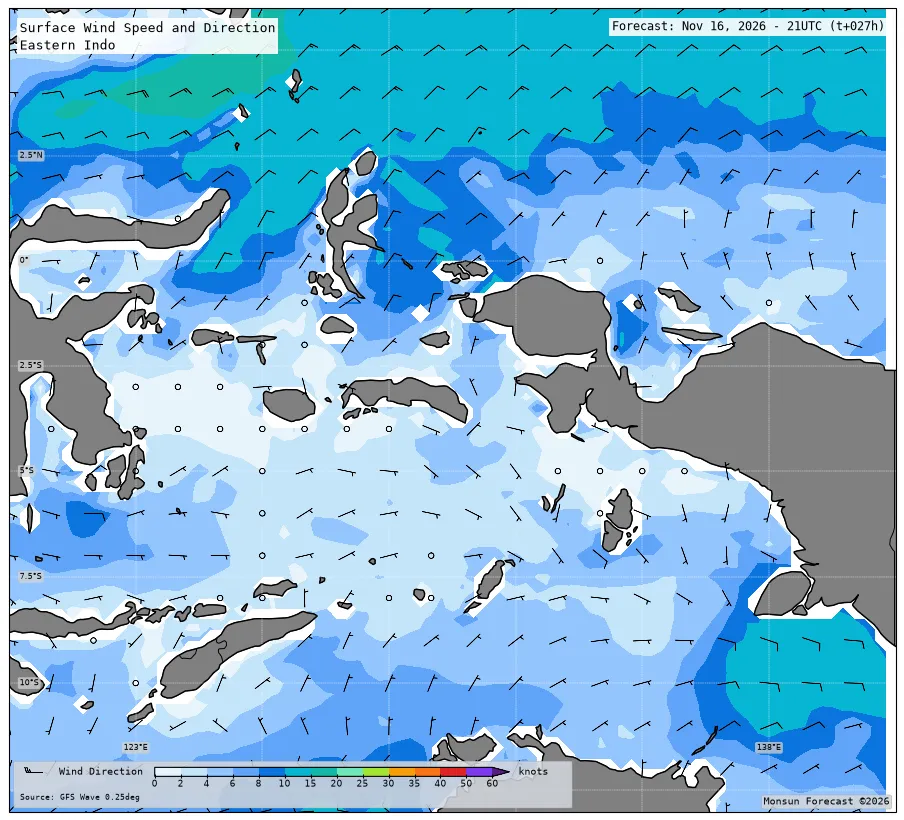 Surface Wind Speed and Direction
Eastern Indo
Forecast: Nov 16, 2026 - 21UTC (t+027h)
2.5°N
0°
2.5°S
5°S
7.5°S
10°S
123°E
138°E
Wind Direction
knots
0 2 4 6 8 10 15 20 25 30 35 40 50 60
Source: GFS Wave 0.25deg
Monsun Forecast ©2026